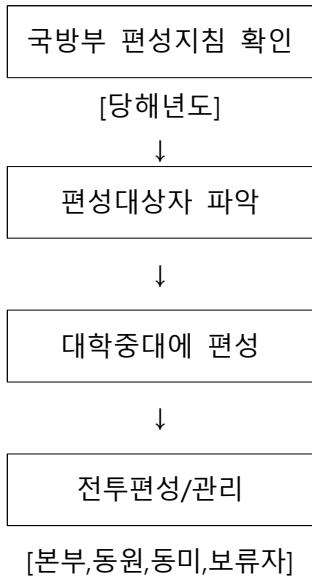 국방부 편성지침 확인
[당해년도]
↓
편성대상자 파악
↓
대학중대에 편성
↓
전투편성/관리
[본부,동원,동미,보류자]